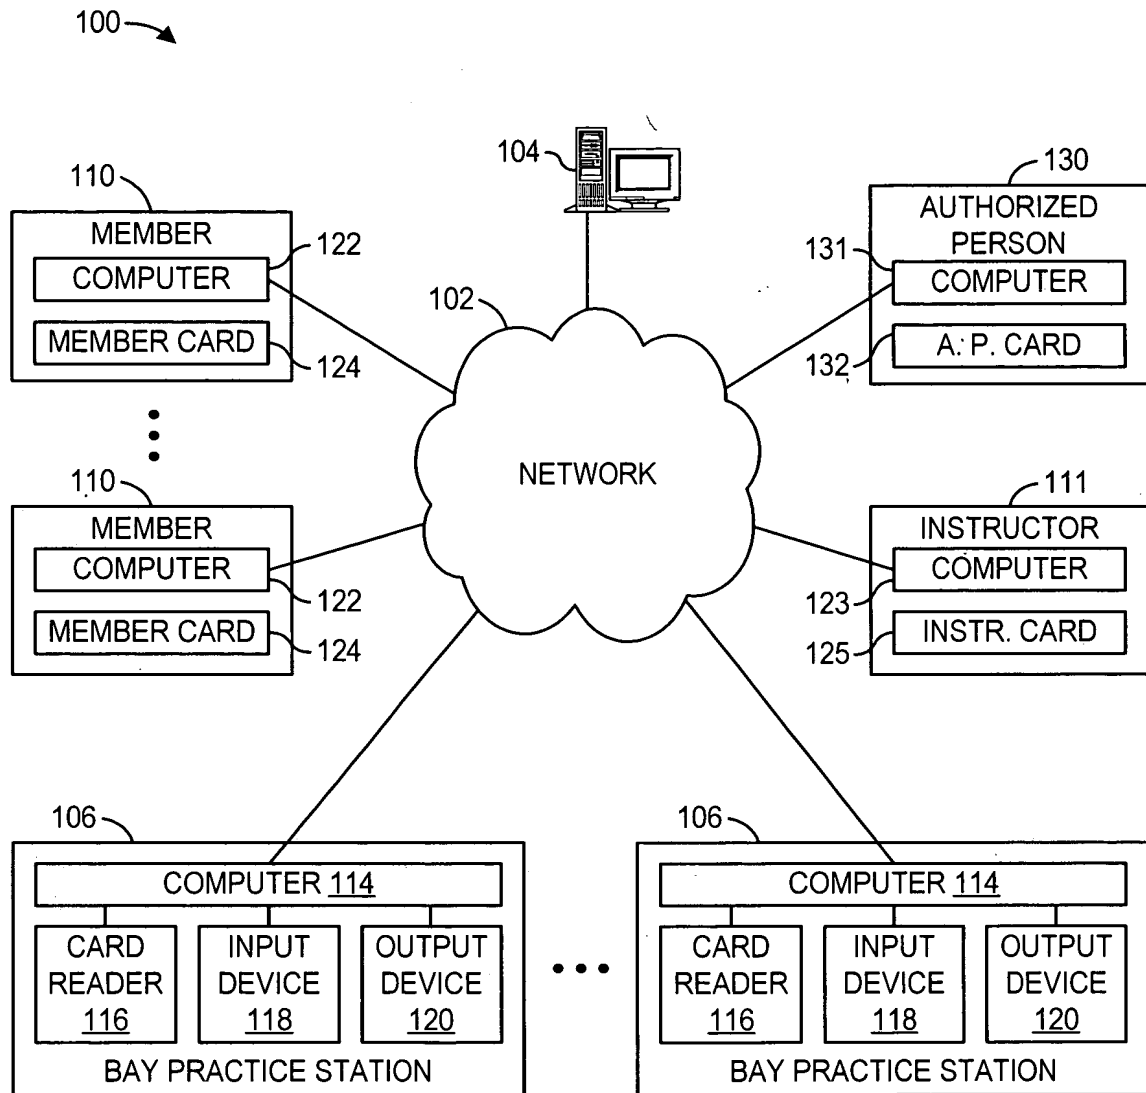 100
104
110
MEMBER
COMPUTER
122
MEMBER CARD
124
130
AUTHORIZED
PERSON
131
COMPUTER
132
A. P. CARD
102
NETWORK
110
MEMBER
COMPUTER
122
MEMBER CARD
124
111
INSTRUCTOR
COMPUTER
123
INSTR. CARD
125
106
COMPUTER 114
CARD
READER
116
INPUT
DEVICE
118
OUTPUT
DEVICE
120
BAY PRACTICE STATION
106
COMPUTER 114
CARD
READER
116
INPUT
DEVICE
118
OUTPUT
DEVICE
120
BAY PRACTICE STATION